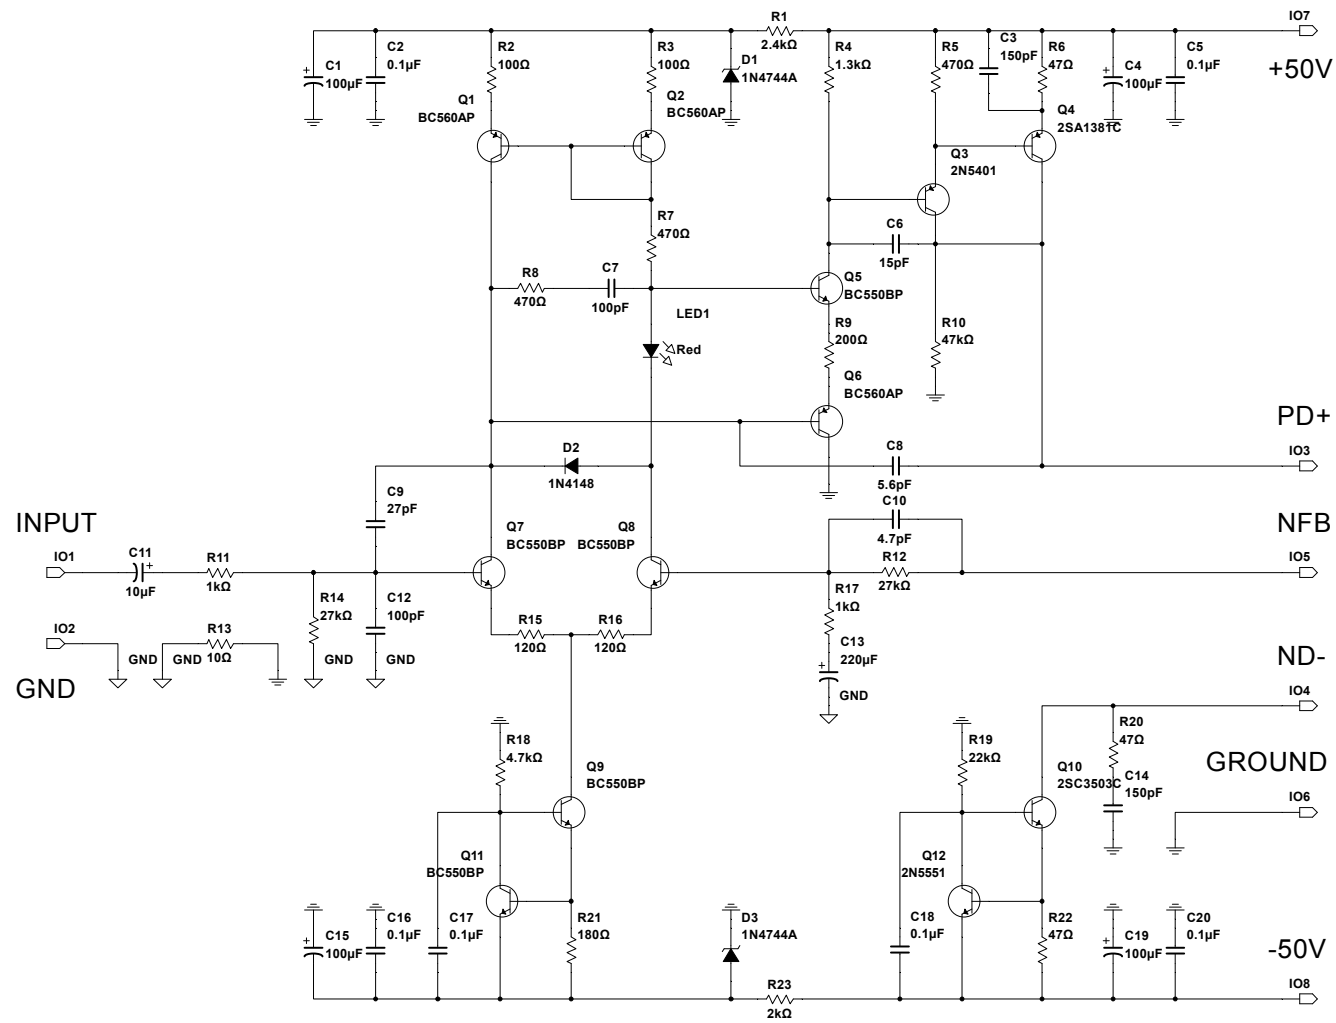 R1
2.4kΩ
IO7
+50V
C1
100µF
C2
0.1µF
R2
100Ω
R3
100Ω
D1
1N4744A
R4
1.3kΩ
R5
470Ω
C3
150pF
R6
47Ω
C4
100µF
C5
0.1µF
Q1
BC560AP
Q2
BC560AP
Q4
2SA1381C
Q3
2N5401
R7
470Ω
C6
15pF
R8
470Ω
C7
100pF
Q5
BC550BP
LED1
Red
R9
200Ω
R10
47kΩ
Q6
BC560AP
PD+
IO3
C8
5.6pF
D2
1N4148
C9
27pF
C10
4.7pF
INPUT
IO1
C11
10µF
R11
1kΩ
Q7
BC550BP
Q8
BC550BP
NFB
IO5
R12
27kΩ
R14
27kΩ
C12
100pF
R17
1kΩ
IO2
GND
R13
10Ω
GND
GND
GND
GND
R15
120Ω
R16
120Ω
C13
220µF
GND
ND-
IO4
R18
4.7kΩ
R19
22kΩ
R20
47Ω
Q9
BC550BP
Q10
2SC3503C
C14
150pF
GROUND
IO6
Q11
BC550BP
Q12
2N5551
C15
100µF
C16
0.1µF
C17
0.1µF
R21
180Ω
D3
1N4744A
C18
0.1µF
R22
47Ω
C19
100µF
C20
0.1µF
-50V
IO8
R23
2kΩ